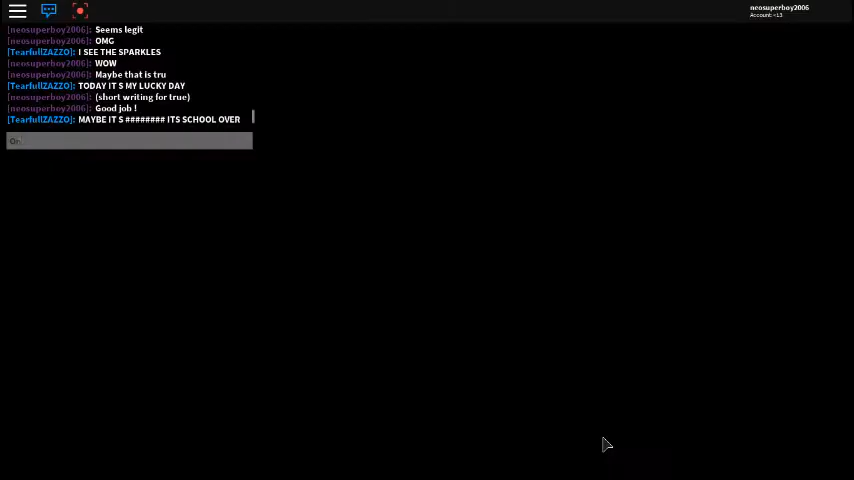 neosuperboy2006
Account: <13
[neosuperboy2006]: Seems legit
[neosuperboy2006]: OMG
[TearfullZAZZO]: I SEE THE SPARKLES
[neosuperboy2006]: WOW
[neosuperboy2006]: Maybe that is tru
[TearfullZAZZO]: TODAY IT S MY LUCKY DAY
[neosuperboy2006]: (short writing for true)
[neosuperboy2006]: Good job !
[TearfullZAZZO]: MAYBE IT S ######## ITS SCHOOL OVER
On